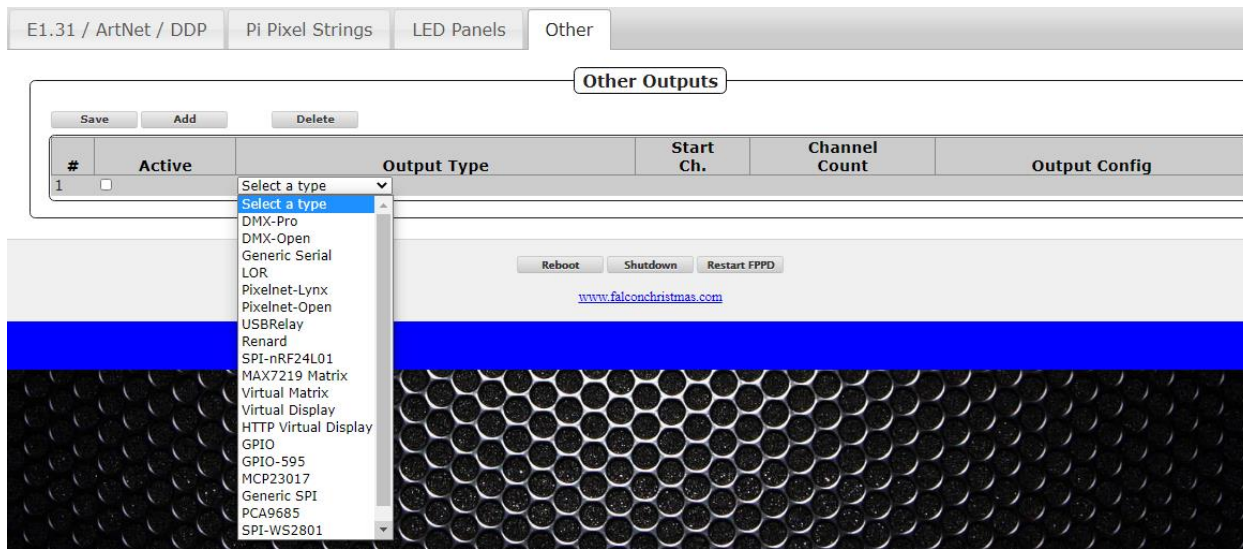 E1.31 / ArtNet / DDP Pi Pixel Strings LED Panels Other
Other Outputs
Save Add Delete
# Active Output Type Start Ch. Channel Count Output Config
1 Select a type
Select a type
DMX-Pro
DMX-Open
Generic Serial
LOR
Pixelnet-Lynx
Pixelnet-Open
USBRelay
Renard
SPI-nRF24L01
MAX7219 Matrix
Virtual Matrix
Virtual Display
HTTP Virtual Display
GPIO
GPIO-595
MCP23017
Generic SPI
PCA9685
SPI-WS2801
Reboot Shutdown Restart FPPD
www.falconchristmas.com